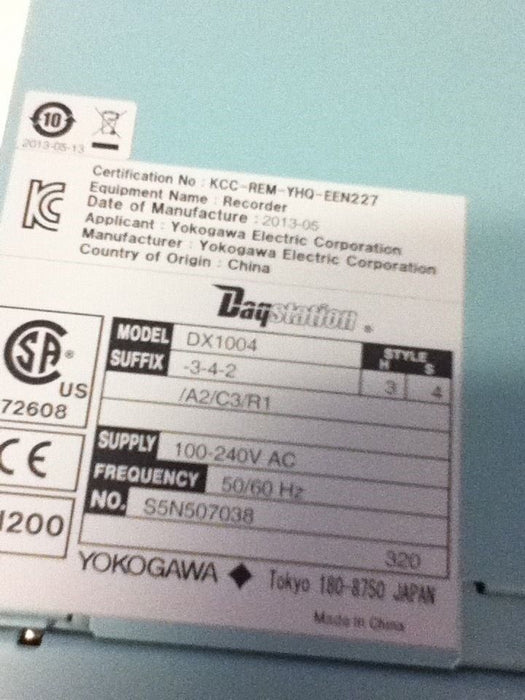 10
2013-05-13
Certification No : KCC-REM-YHQ-EEN227
Equipment Name : Recorder
Date of Manufacture : 2013-05
Applicant : Yokogawa Electric Corporation
Manufacturer : Yokogawa Electric Corporation
Country of Origin : China
Daqstation ®
MODEL DX1004
STYLE
H S
SUFFIX -3-4-2
3 4
/A2/C3/R1
SUPPLY 100-240V AC
FREQUENCY 50/60 Hz
NO. S5N507038
320
SA ®
US
72608
CE
1200
YOKOGAWA ◆ Tokyo 180-8750 JAPAN
Made in China